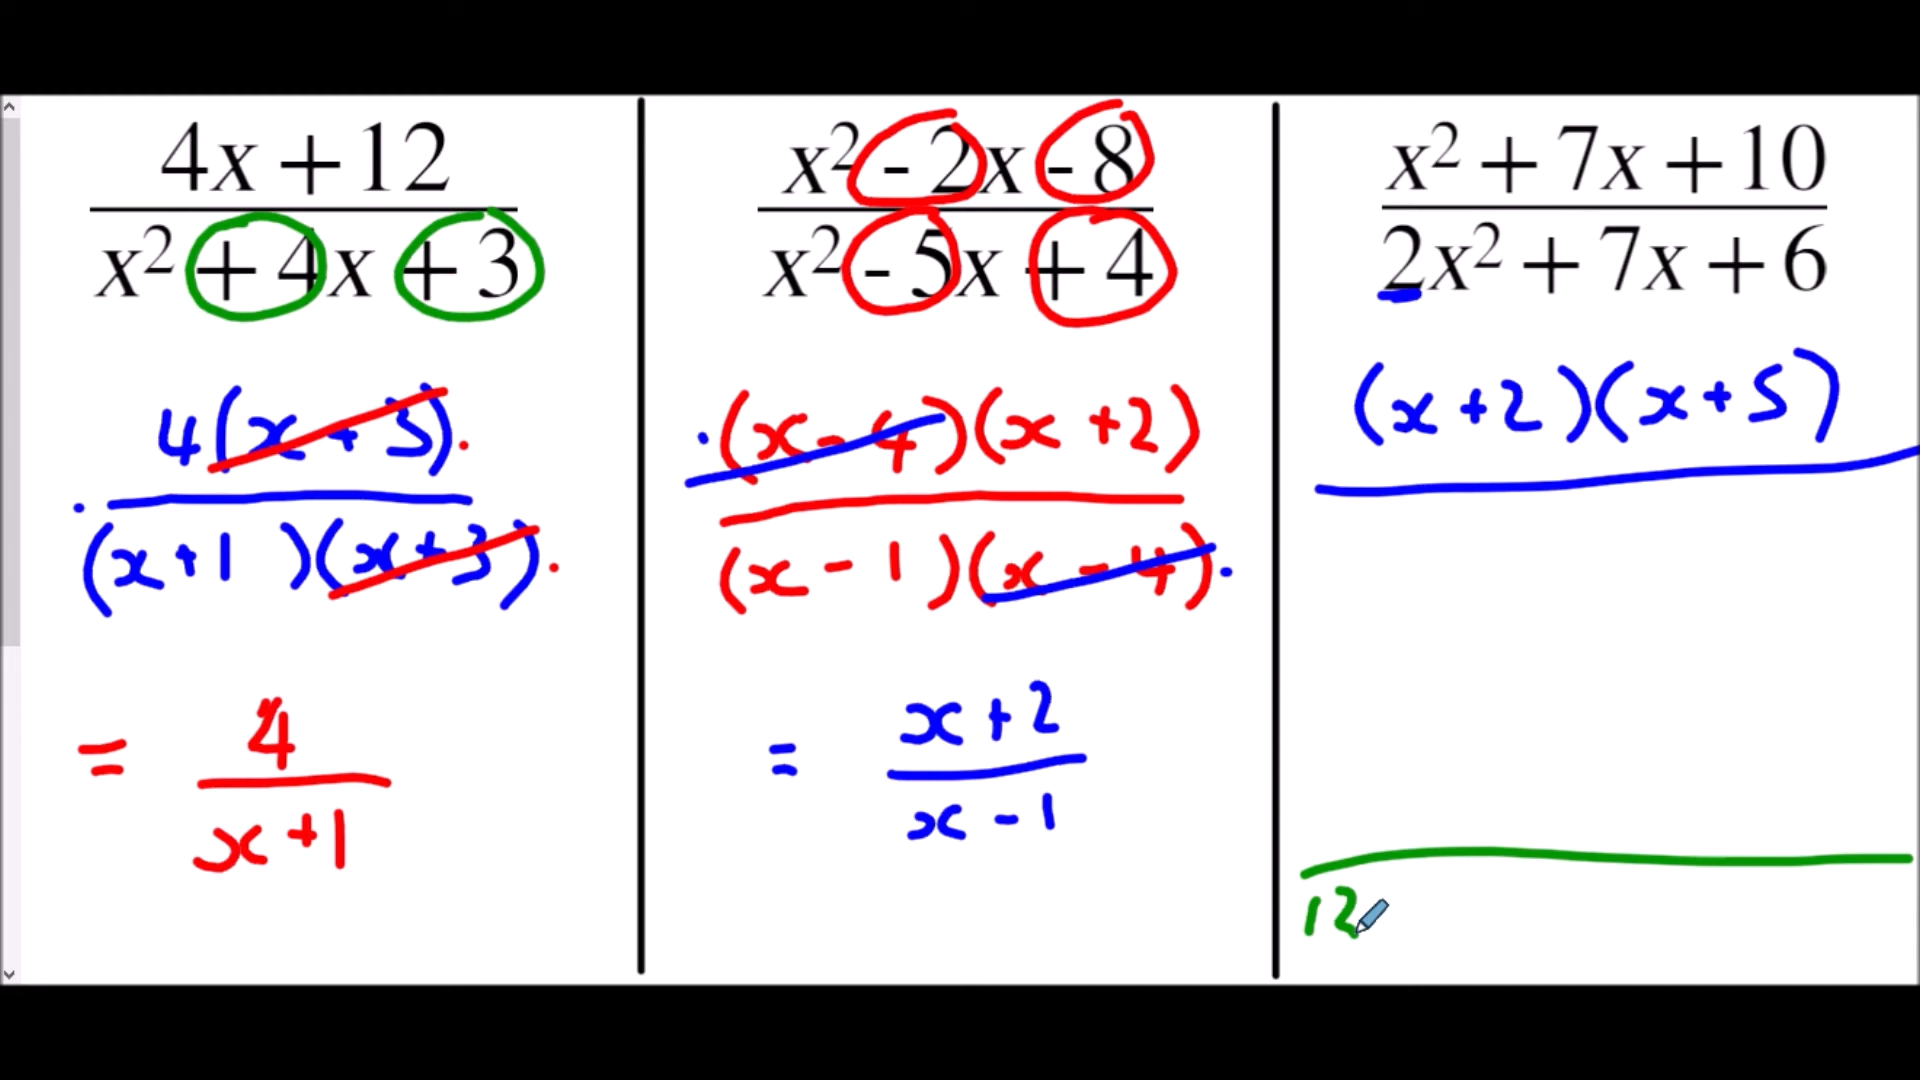 4x + 12
x² + 4x + 3
4(x + 3).
.(x + 1)(x + 3).
= 4
x + 1
x² - 2x - 8
x² - 5x + 4
.(x - 4)(x + 2)
(x - 1)(x - 4).
= x + 2
x - 1
x² + 7x + 10
2x² + 7x + 6
(x + 2)(x + 5)
12